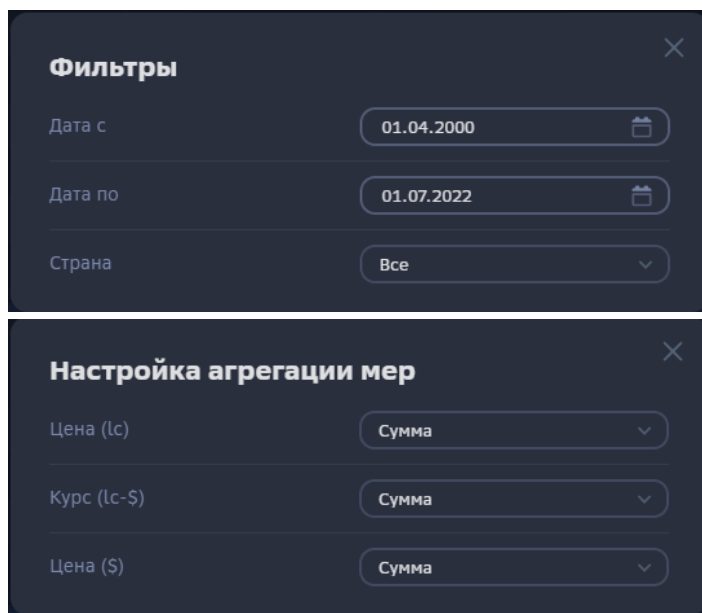 Фильтры
Дата с 01.04.2000
Дата по 01.07.2022
Страна Все
Настройка агрегации мер
Цена (lc) Сумма
Курс (lc-$) Сумма
Цена ($) Сумма